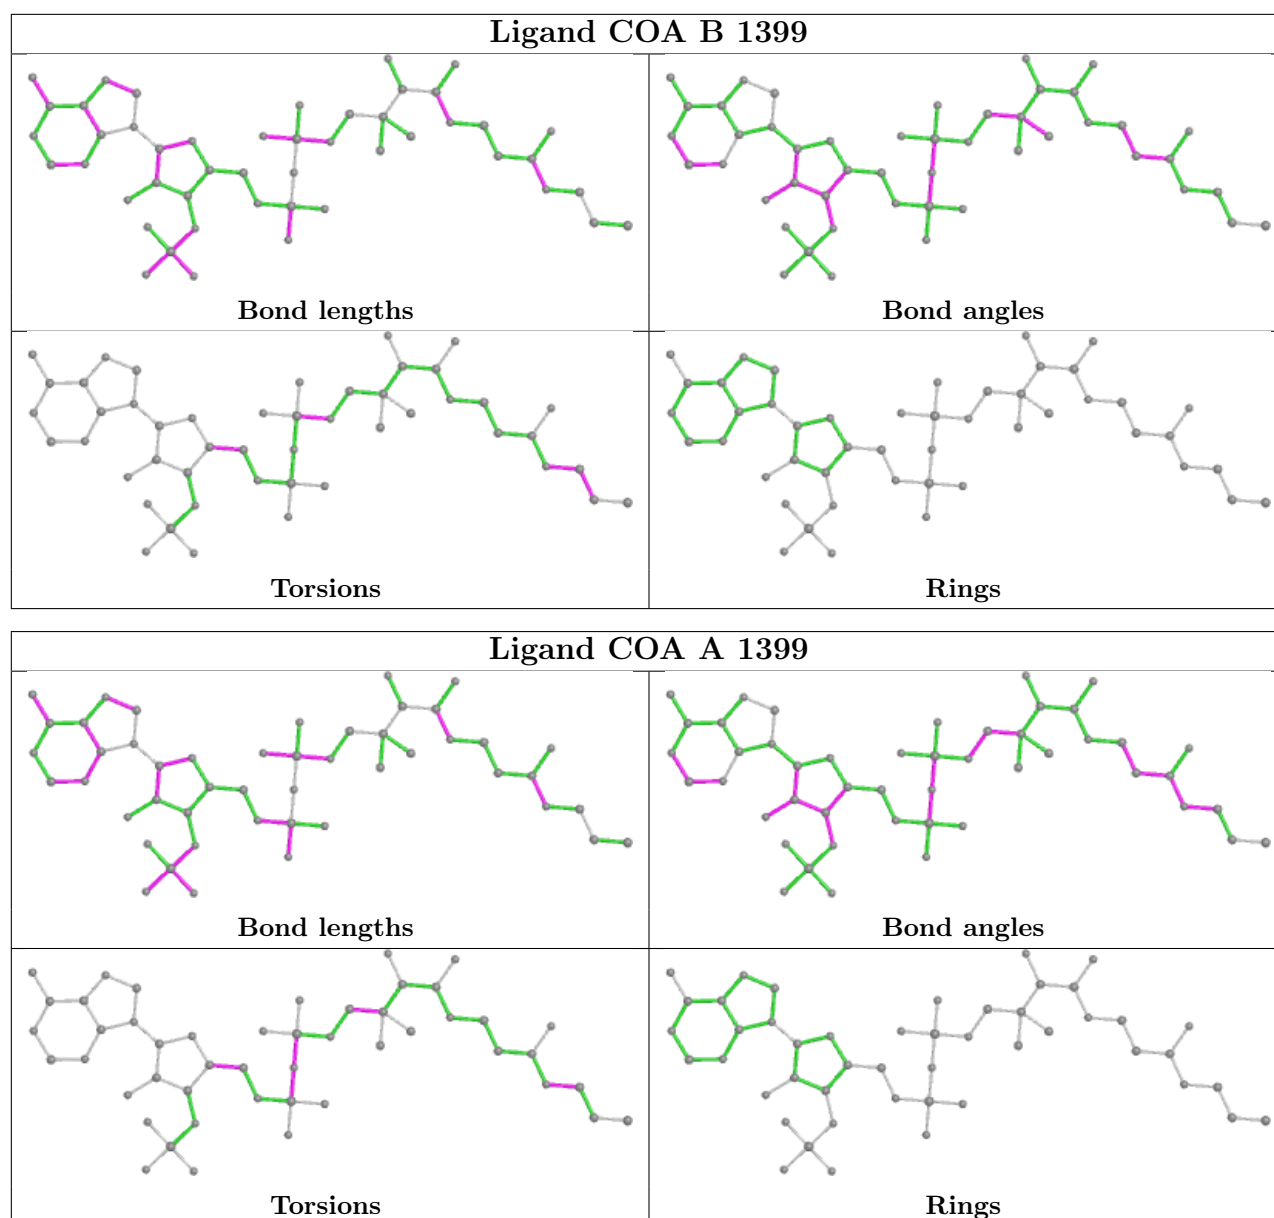 Ligand COA B 1399
Bond lengths
Bond angles
Torsions
Rings
Ligand COA A 1399
Bond lengths
Bond angles
Torsions
Rings